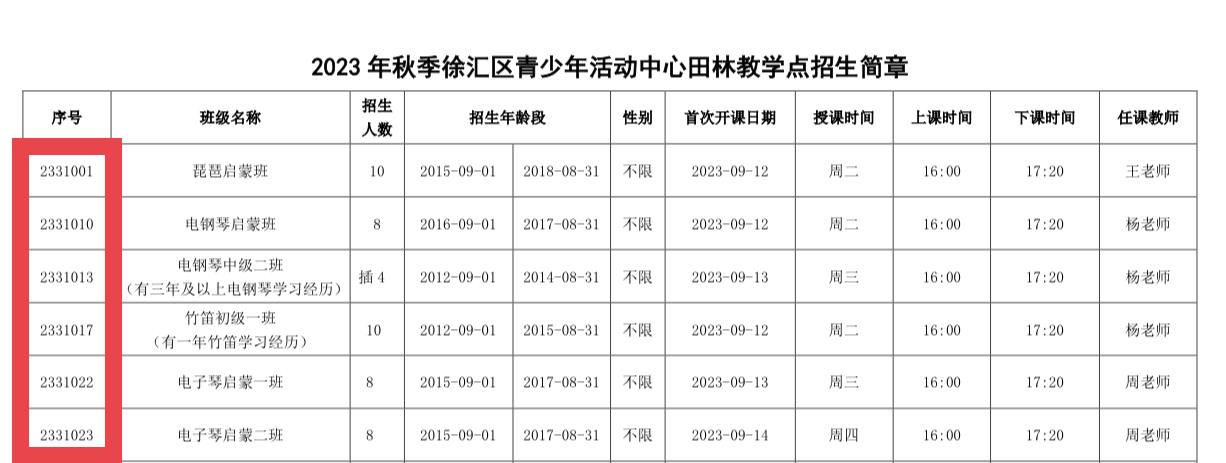 2023 年秋季徐汇区青少年活动中心田林教学点招生简章
序号 班级名称 招生人数 招生年龄段 性别 首次开课日期 授课时间 上课时间 下课时间 任课教师
2331001 琵琶启蒙班 10 2015-09-01 2018-08-31 不限 2023-09-12 周二 16:00 17:20 王老师
2331010 电钢琴启蒙班 8 2016-09-01 2017-08-31 不限 2023-09-12 周二 16:00 17:20 杨老师
2331013 电钢琴中级二班 插 4 2012-09-01 2014-08-31 不限 2023-09-13 周三 16:00 17:20 杨老师
（有三年及以上电钢琴学习经历）
2331017 竹笛初级一班 10 2012-09-01 2015-08-31 不限 2023-09-12 周二 16:00 17:20 杨老师
（有一年竹笛学习经历）
2331022 电子琴启蒙一班 8 2015-09-01 2017-08-31 不限 2023-09-13 周三 16:00 17:20 周老师
2331023 电子琴启蒙二班 8 2015-09-01 2017-08-31 不限 2023-09-14 周四 16:00 17:20 周老师